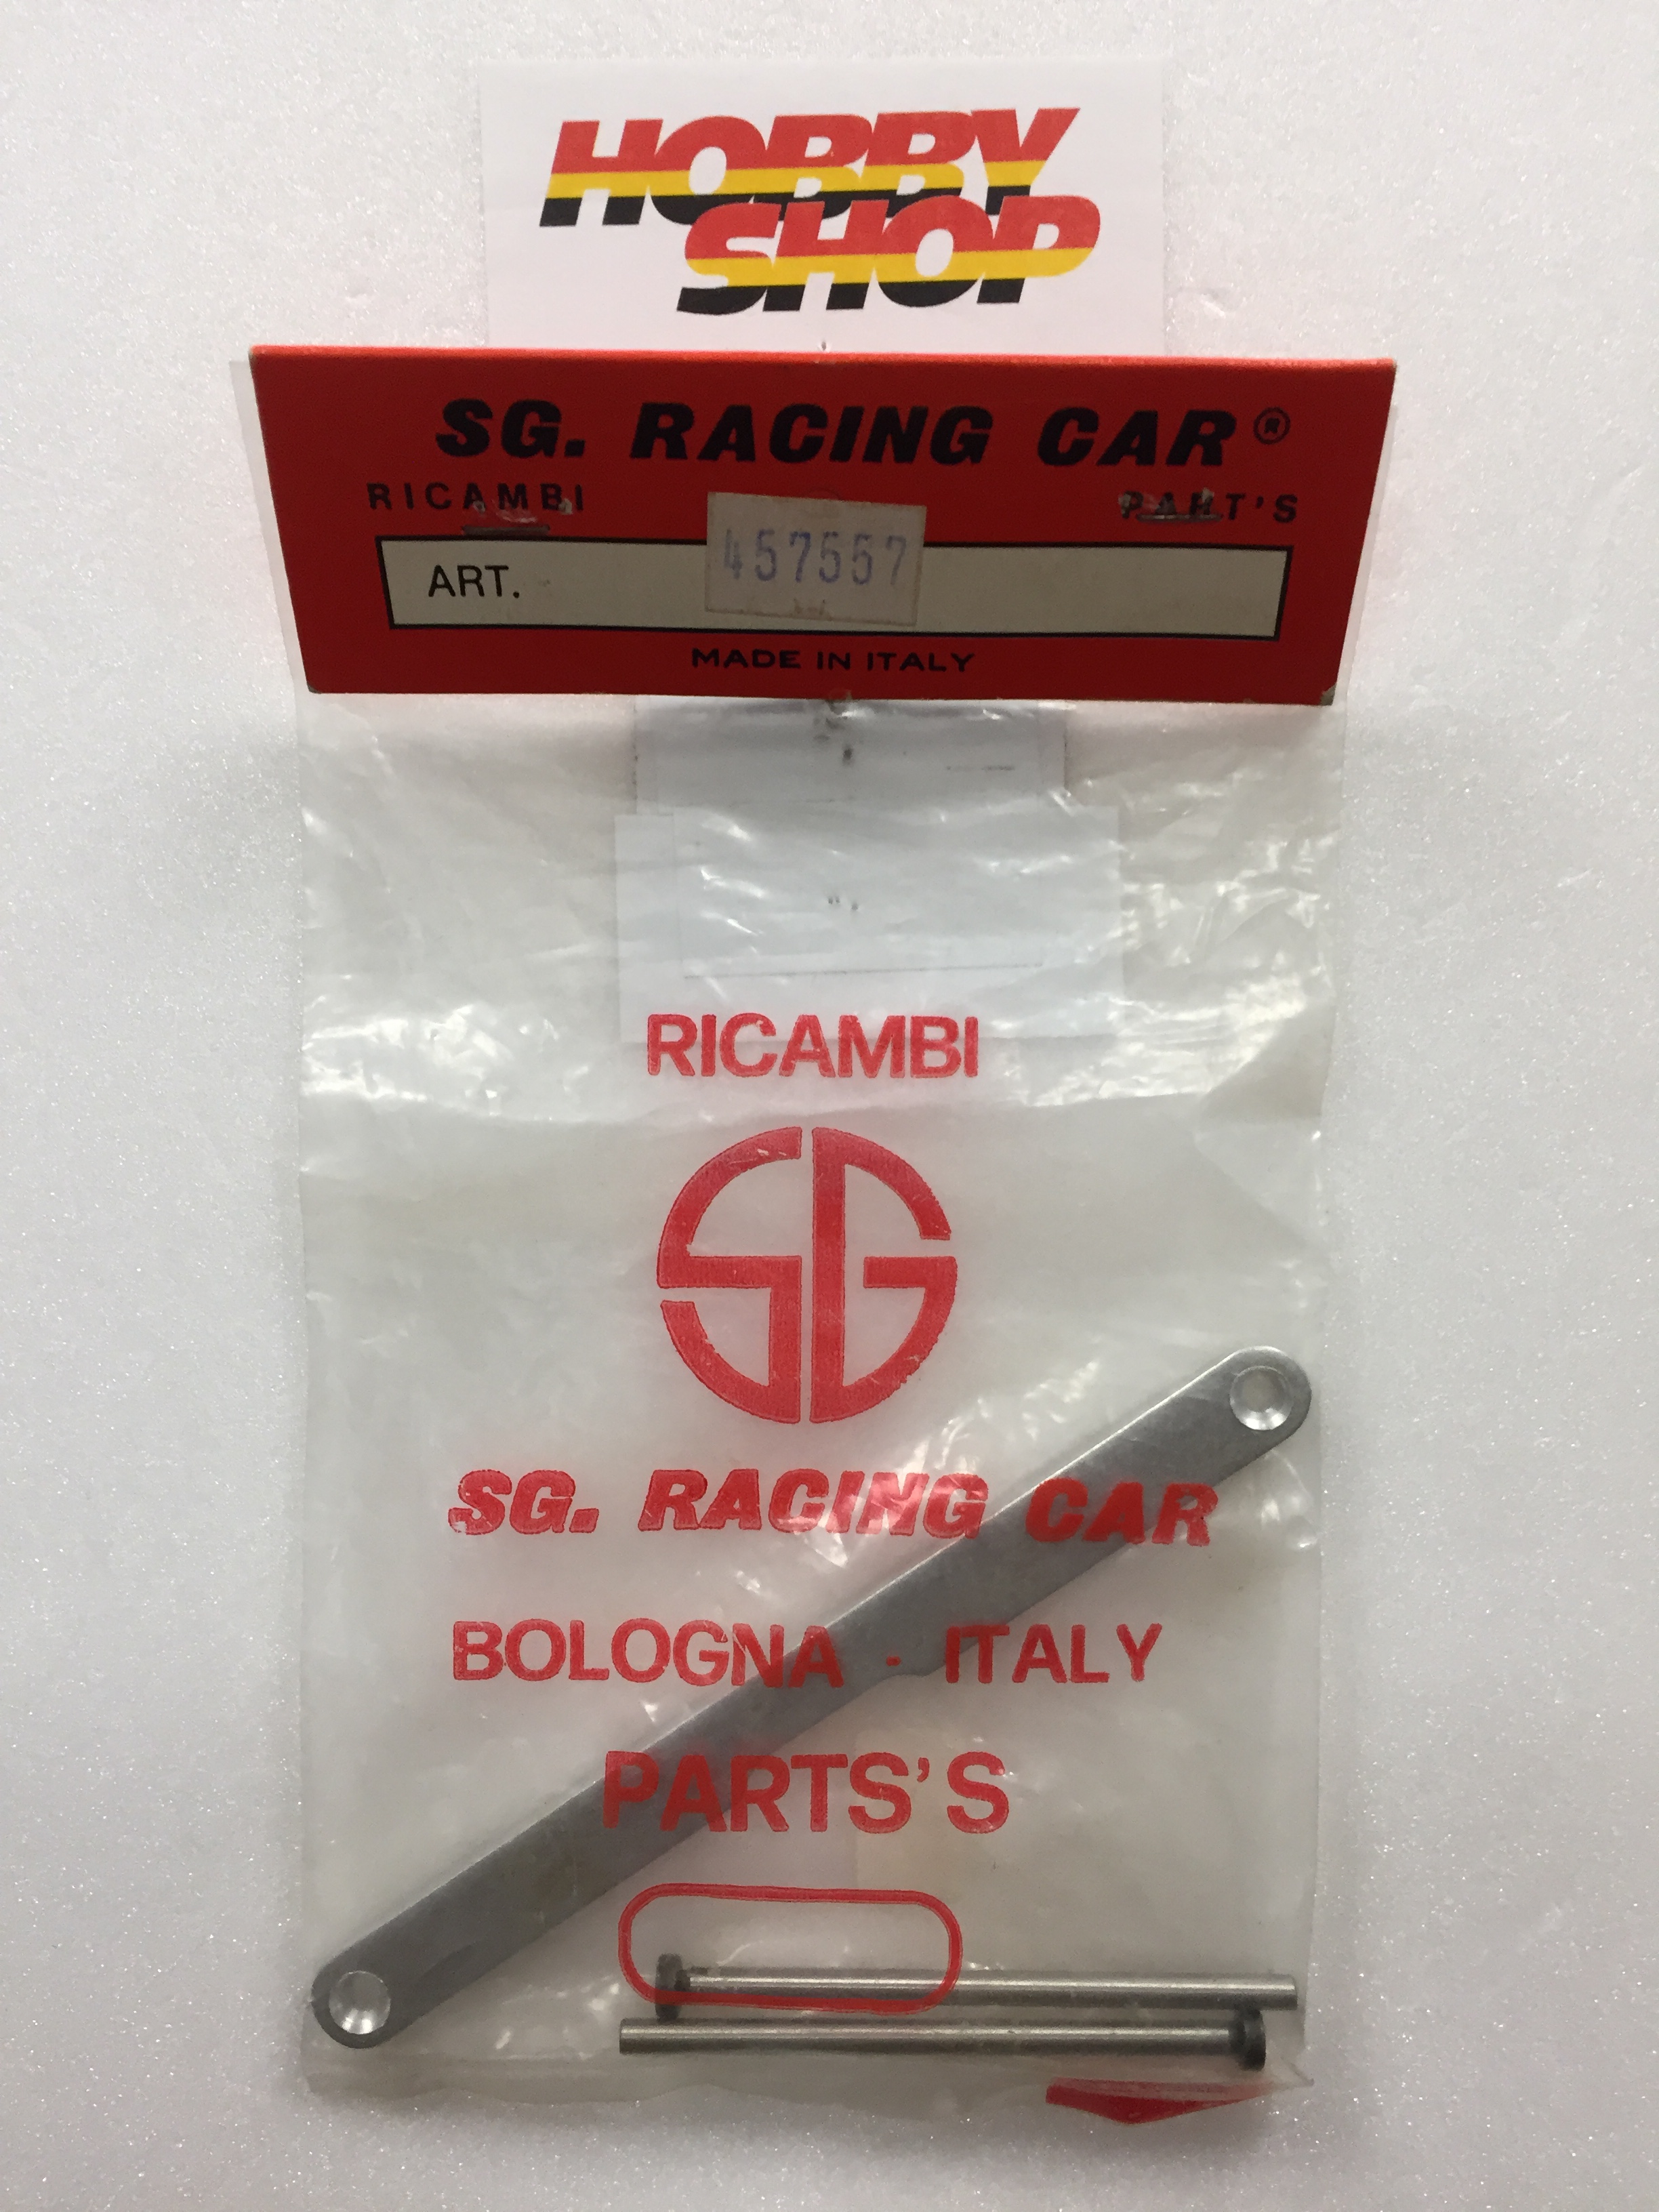 HOBBY
SHOP
SG. RACING CAR®
RICAMBI PART'S
457557
ART.
MADE IN ITALY
RICAMBI
SG
SG. RACING CAR
BOLOGNA · ITALY
PARTS'S